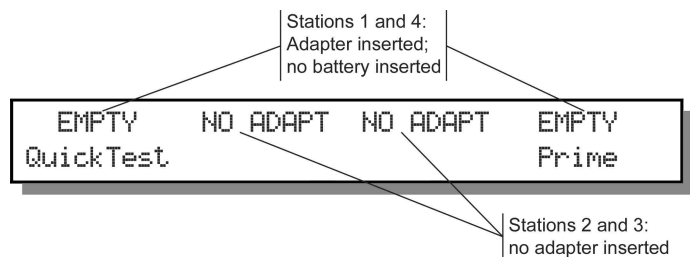 Stations 1 and 4:
Adapter inserted;
no battery inserted
EMPTY NO ADAPT NO ADAPT EMPTY
QuickTest Prime
Stations 2 and 3:
no adapter inserted